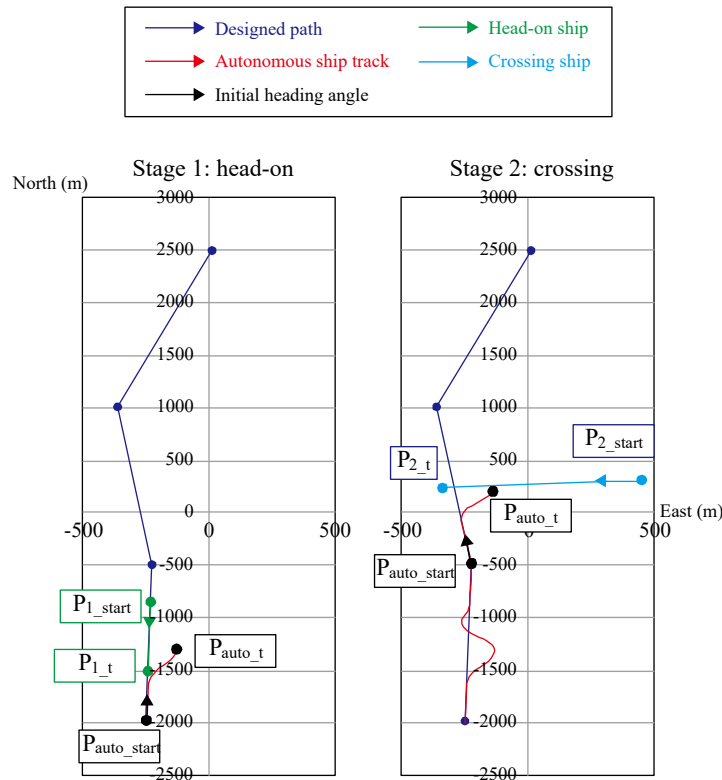 Designed path
Head-on ship
Autonomous ship track
Crossing ship
Initial heading angle
North (m)
Stage 1: head-on
Stage 2: crossing
3000
2500
2000
1500
1000
500
0
-500
500
-500
P1_start
-1000
P1_t
Pauto_t
-1500
-2000
Pauto_start
-2500
3000
2500
2000
1500
1000
P2_start
P2_t
500
Pauto_t
0
East (m)
-500
0
500
Pauto_start
-500
-1000
-1500
-2000
-2500